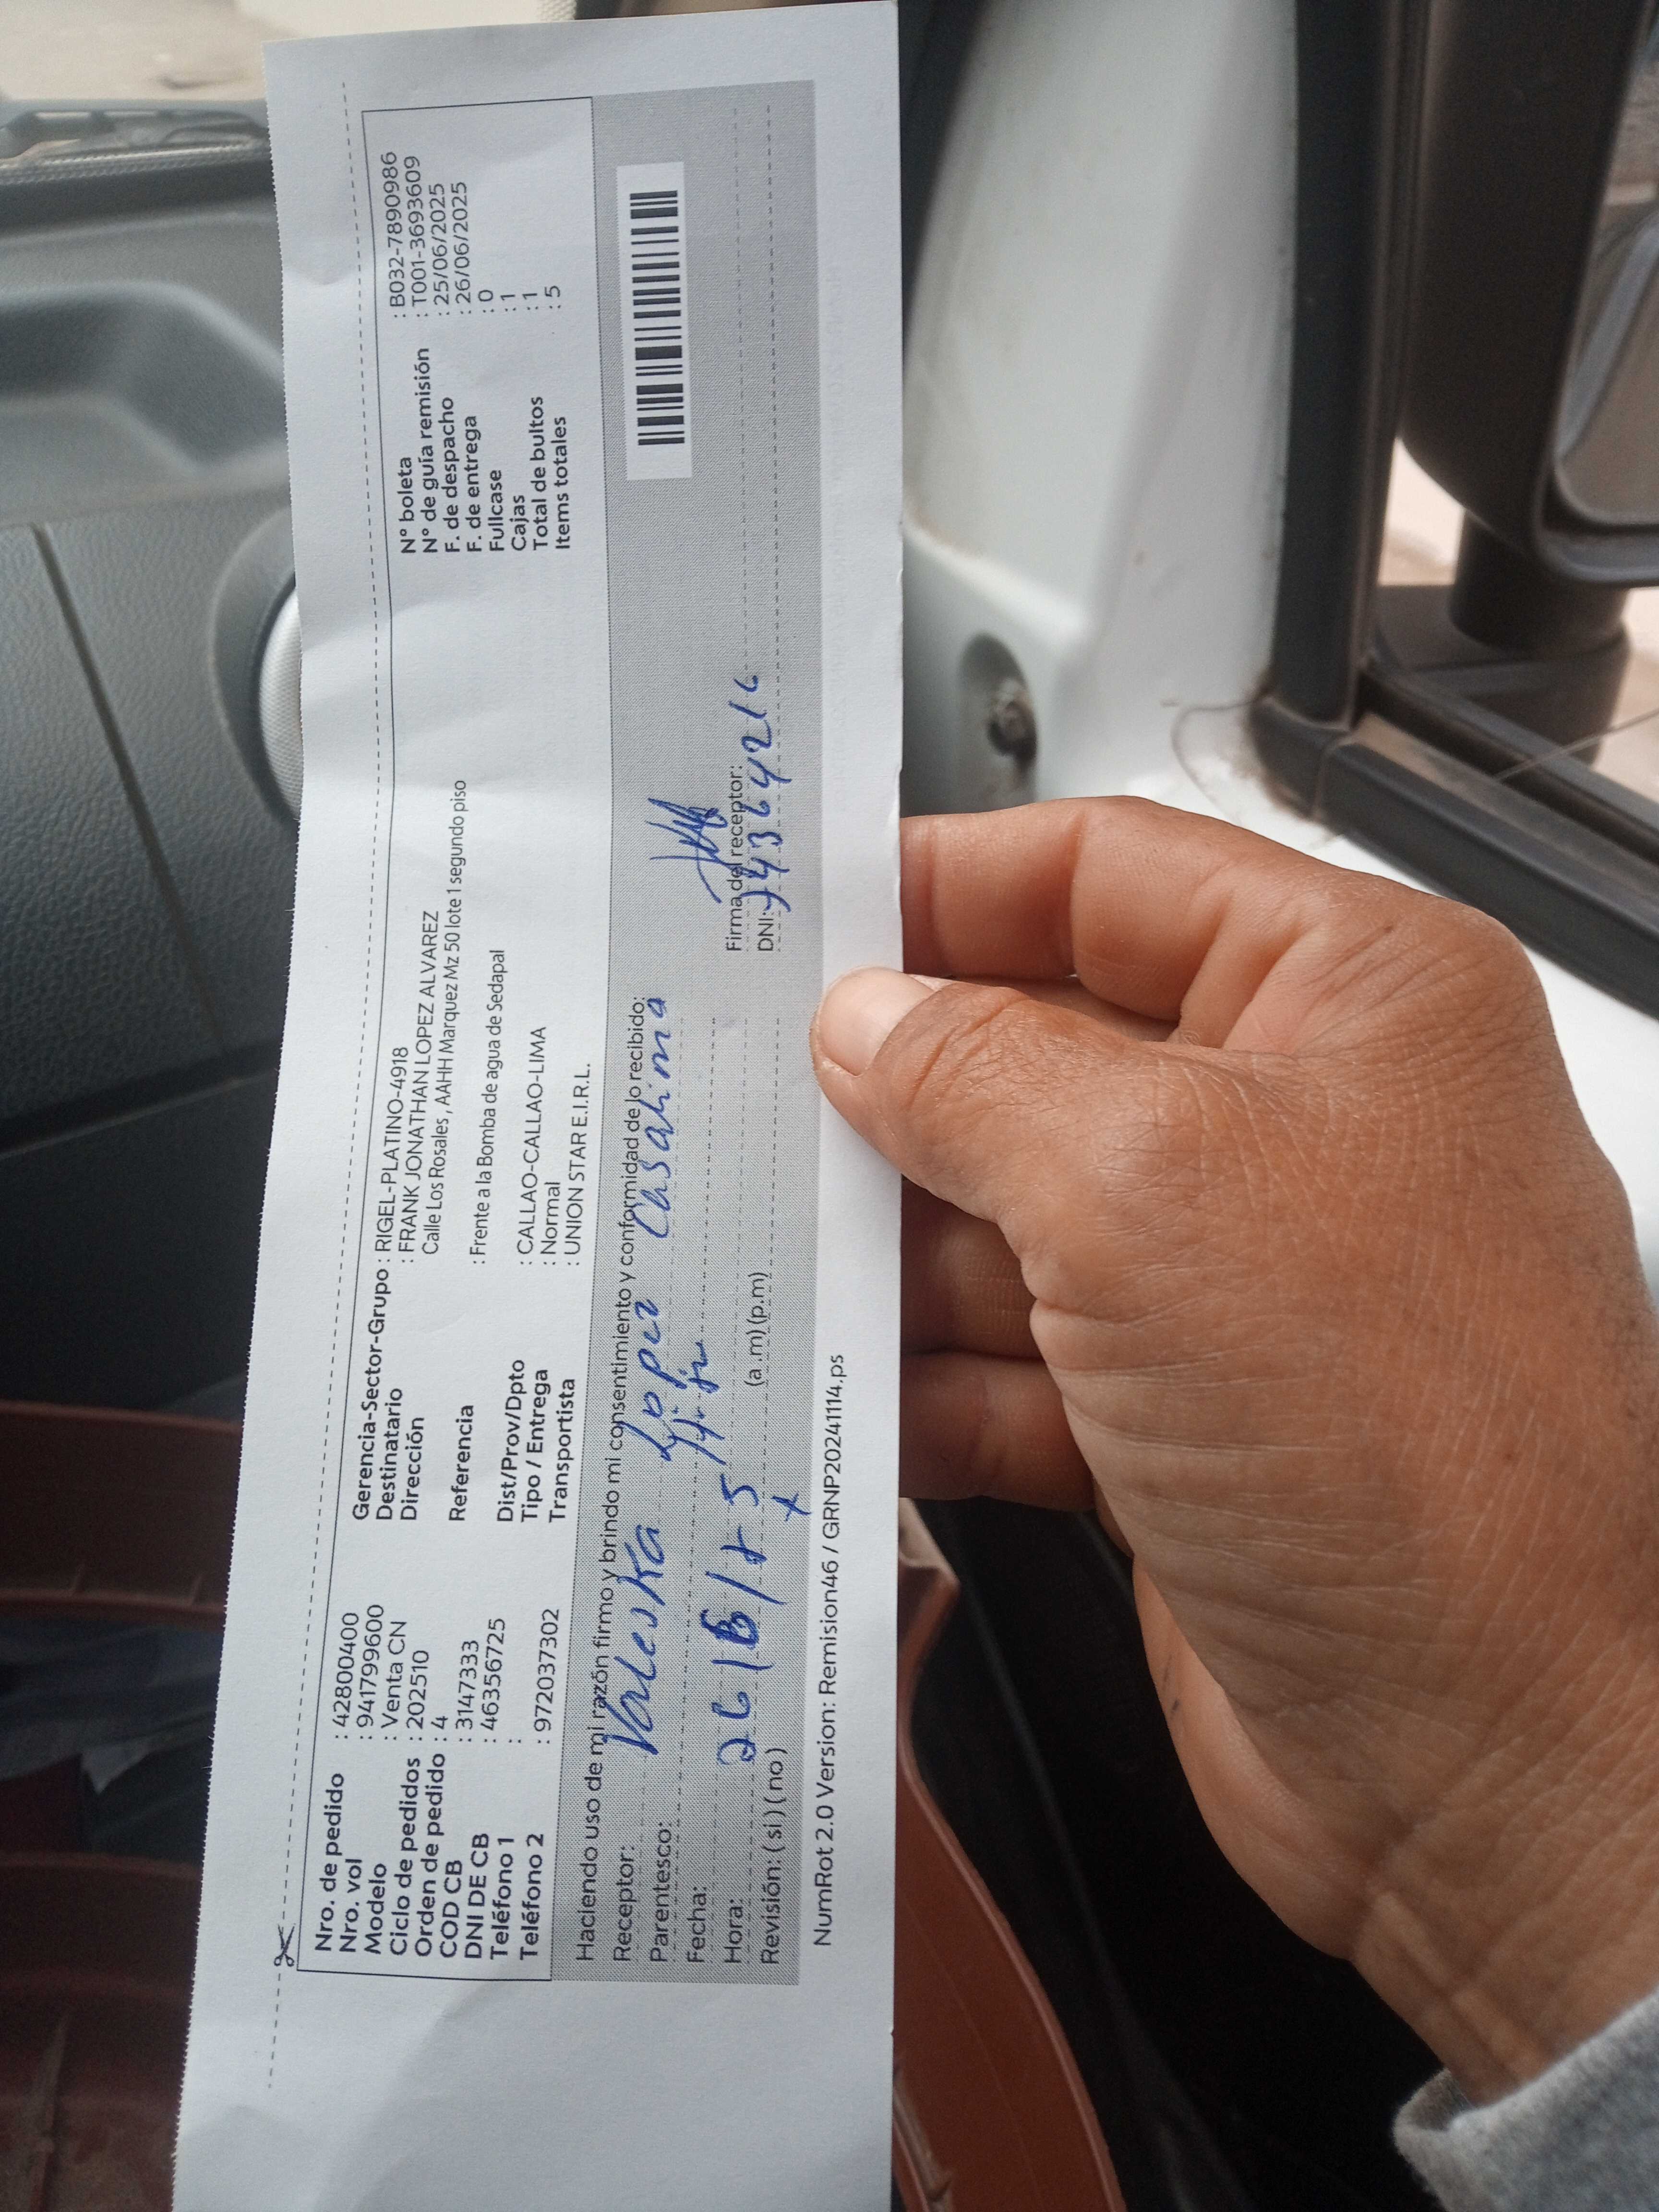 Nro. de pedido : 42800400
Nro. vol : 941799600
Modelo : Venta CN
Ciclo de pedidos : 202510
Orden de pedido : 4
COD CB : 3147333
DNI DE CB : 46356725
Teléfono 1 :
Teléfono 2 : 972037302
Gerencia-Sector-Grupo : RIGEL-PLATINO-4918
Destinatario : FRANK JONATHAN LOPEZ ALVAREZ
Dirección Calle Los Rosales , AAHH Marquez Mz 50 lote 1 segundo piso
Referencia : Frente a la Bomba de agua de Sedapal
Dist/Prov/Dpto : CALLAO-CALLAO-LIMA
Tipo / Entrega : Normal
Transportista : UNION STAR E.I.R.L.
N° boleta : B032-7890986
N° de guía remisión : T001-3693609
F. de despacho : 25/06/2025
F. de entrega : 26/06/2025
Fullcase : 0
Cajas : 1
Total de bultos : 1
Items totales : 5
Haciendo uso de mi razón firmo y brindo mi consentimiento y conformidad de lo recibido:
Receptor: Valeska Lopez
Parentesco:
Fecha:
Hora: (a .m) (p.m)
Revisión: ( si ) ( no )
Firma del receptor:
DNI:
NumRot 2.0 Version: Remision46 / GRNP20241114.ps